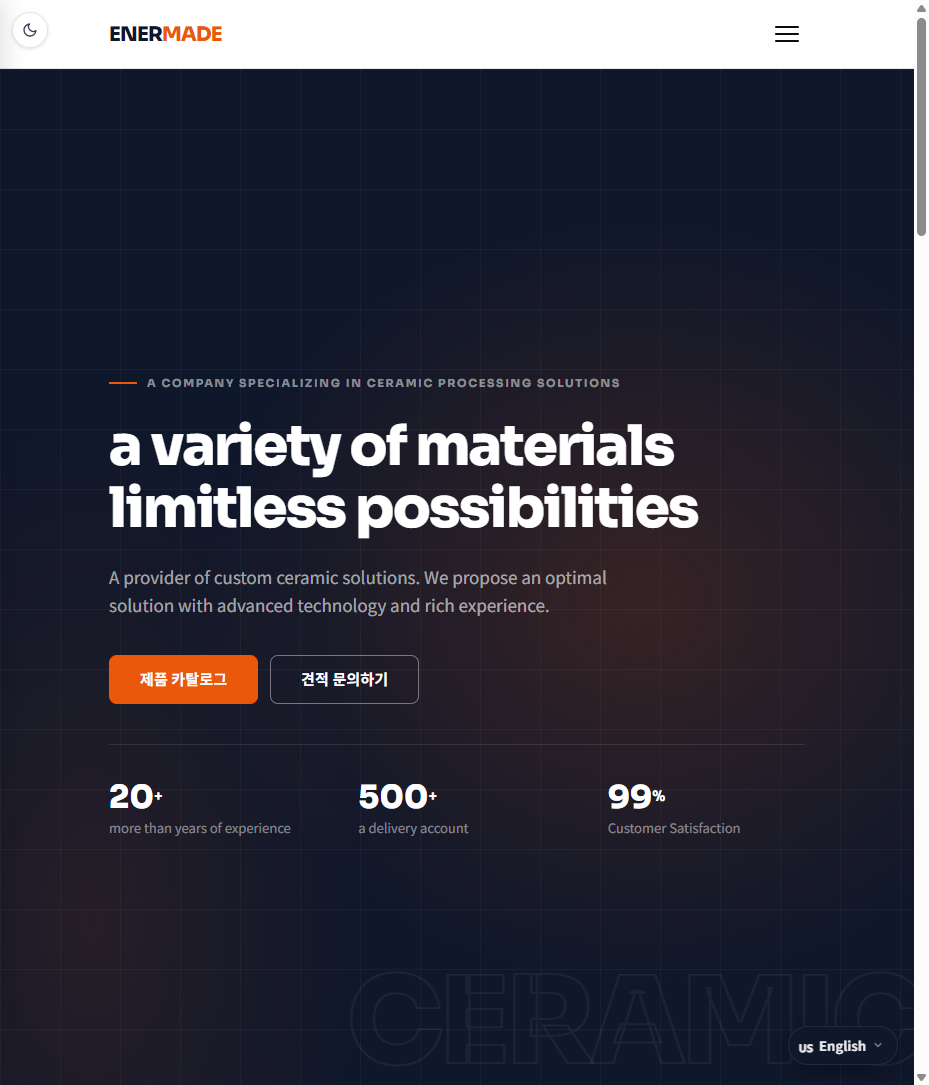 ENERMADE
A COMPANY SPECIALIZING IN CERAMIC PROCESSING SOLUTIONS
a variety of materials
limitless possibilities
A provider of custom ceramic solutions. We propose an optimal
solution with advanced technology and rich experience.
제품 카탈로그
견적 문의하기
20+
500+
99%
more than years of experience
a delivery account
Customer Satisfaction
CERAMIC
US English